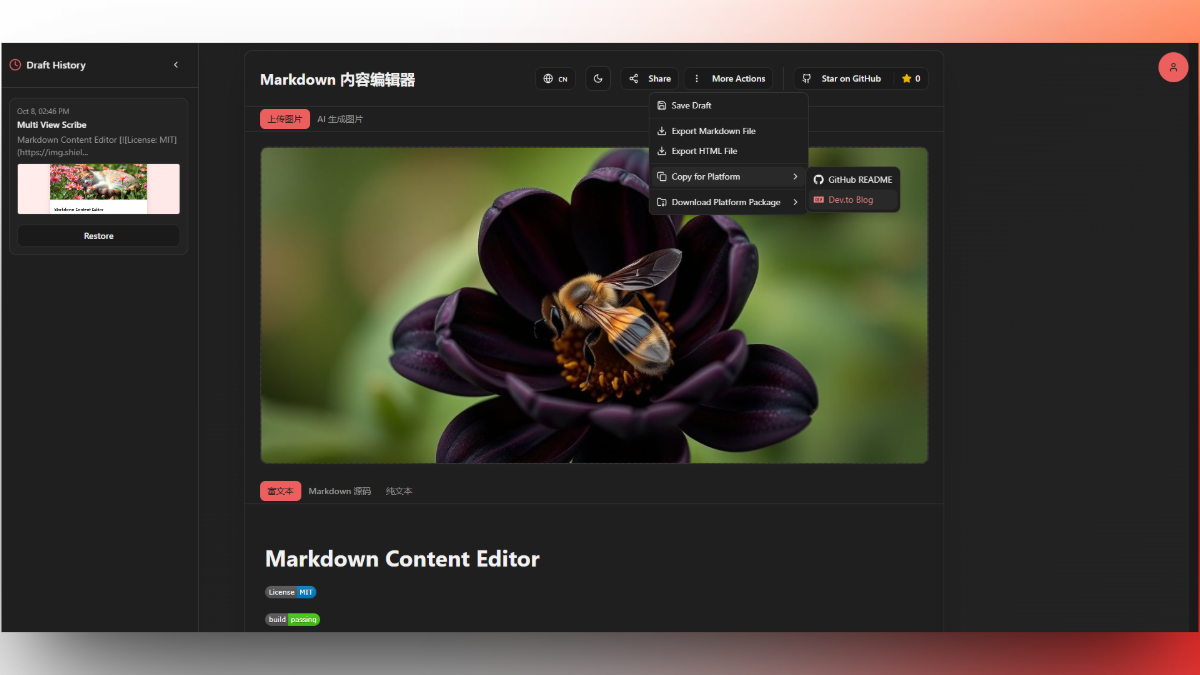 Draft History
Oct 8, 02:46 PM
Multi View Scribe
Markdown Content Editor [![License: MIT]
(https://img.shiel...
Markdown Content Editor
Restore
Markdown 内容编辑器
CN
Share
More Actions
Star on GitHub
0
上传图片
AI 生成图片
Save Draft
Export Markdown File
Export HTML File
Copy for Platform
Download Platform Package
GitHub README
Dev.to Blog
富文本
Markdown 源码
纯文本
Markdown Content Editor
License MIT
build passing